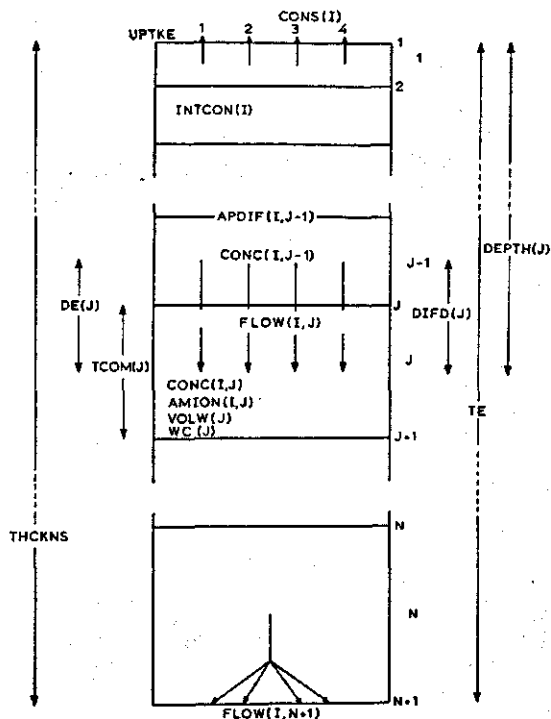 CONS(I)
UPTKE 1 2 3 4 1
1
2
INTCON(I)
APDIF(I,J-1)
CONC(I,J-1) J-1
DEPTH(J)
DE(J)
J
FLOW(I,J)
DIFD(J)
TCOM(J)
J
CONC(I,J)
AMION(I,J)
VOLW(J)
WC(J)
TE
J+1
N
THCKNS
N
N+1
FLOW(I,N+1)